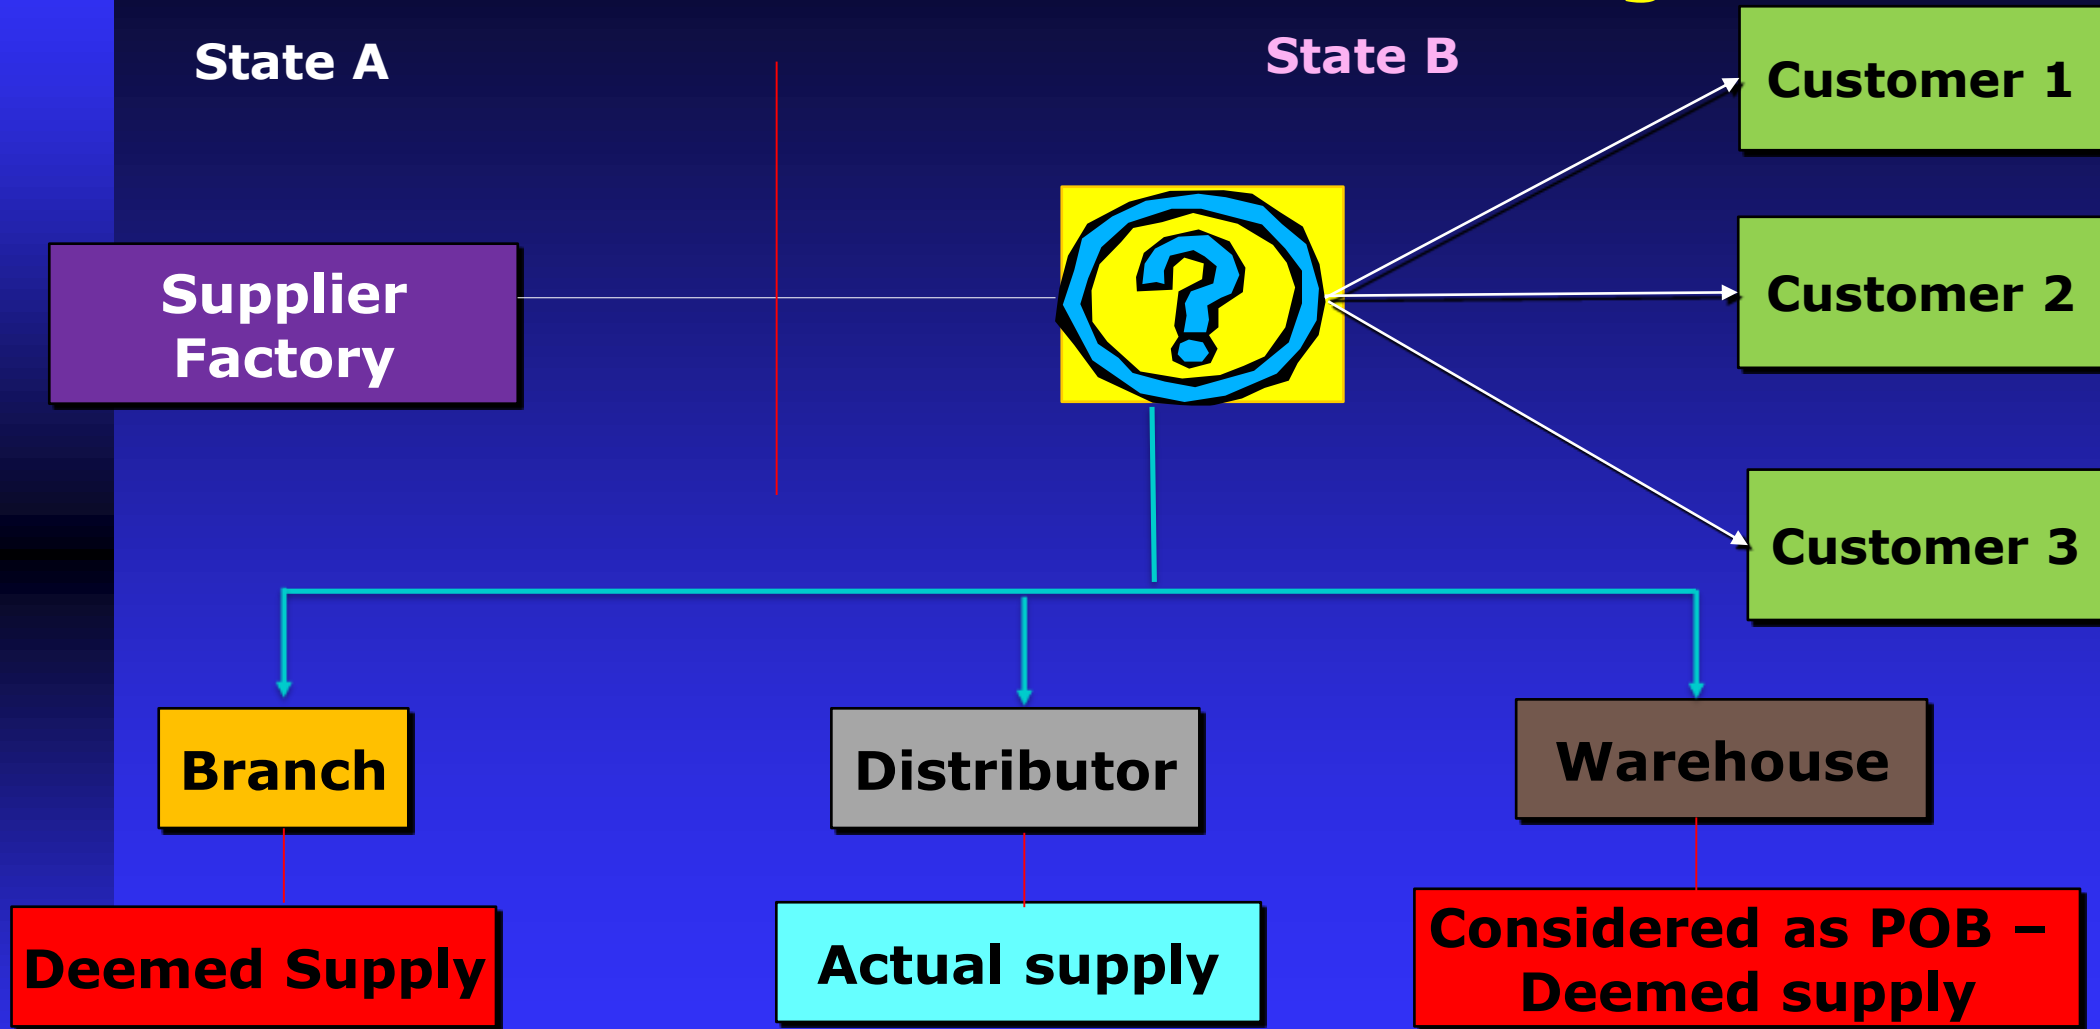 State A
State B
Customer 1
Supplier
Factory
Customer 2
Customer 3
Branch
Distributor
Warehouse
Deemed Supply
Actual supply
Considered as POB –
Deemed supply